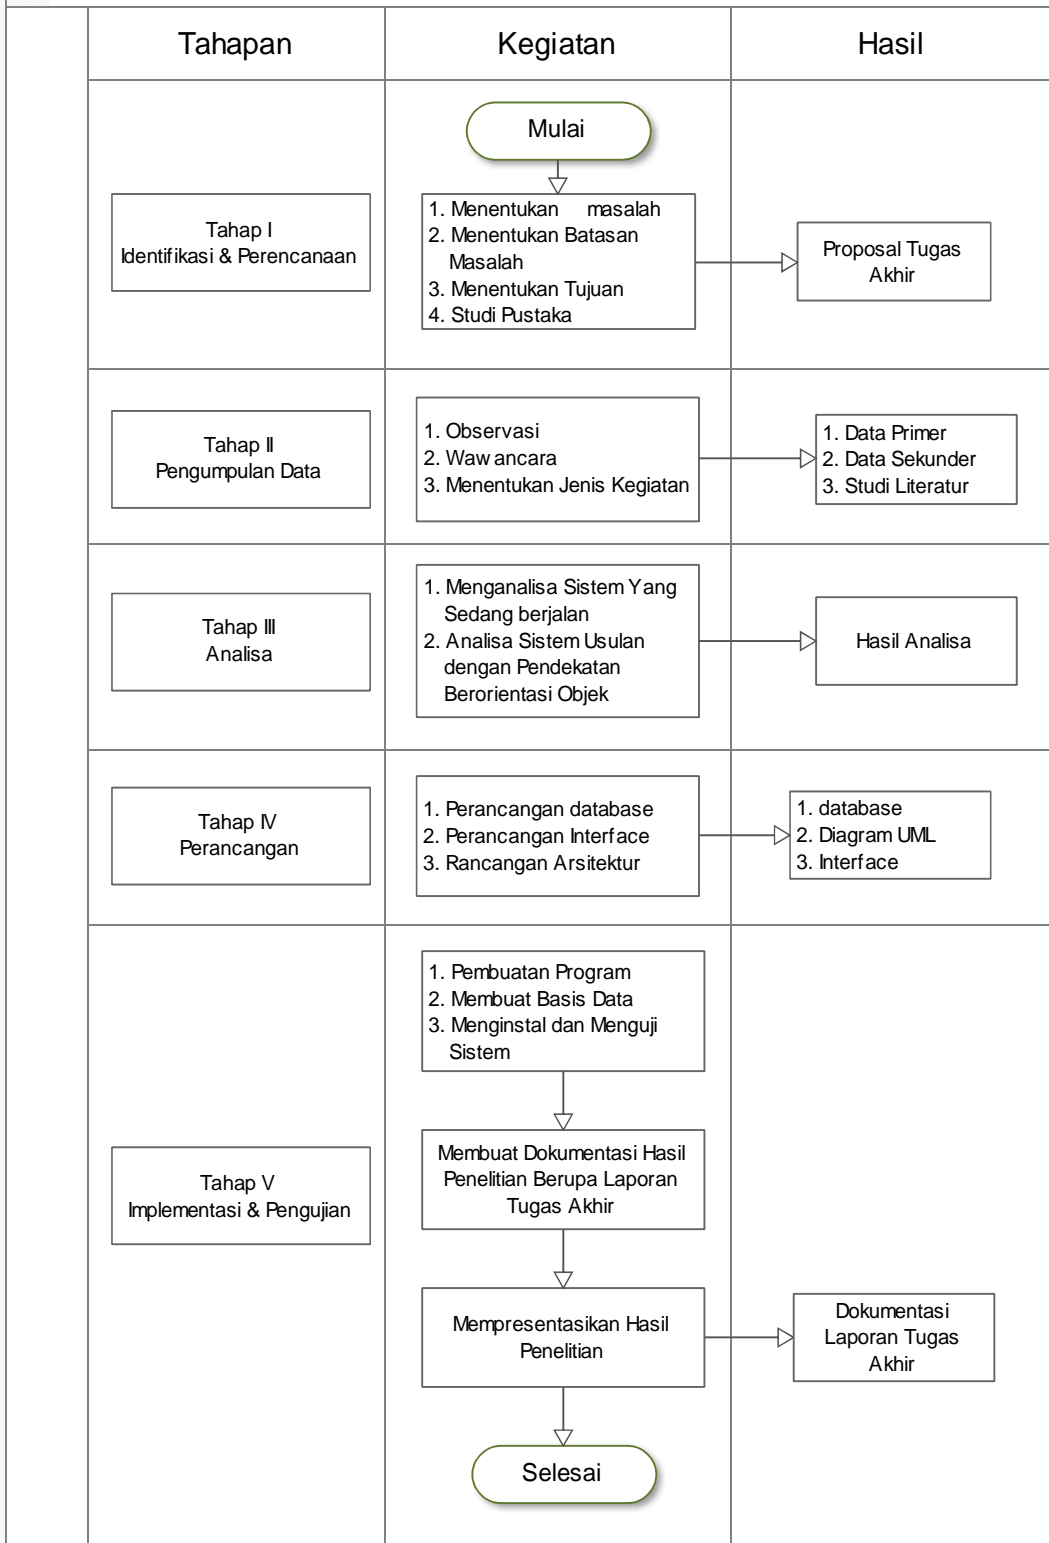 Tahapan
Kegiatan
Hasil
Mulai
Tahap I
Identifikasi & Perencanaan
1. Menentukan masalah
2. Menentukan Batasan
Masalah
3. Menentukan Tujuan
4. Studi Pustaka
Proposal Tugas
Akhir
Tahap II
Pengumpulan Data
1. Observasi
2. Wawancara
3. Menentukan Jenis Kegiatan
1. Data Primer
2. Data Sekunder
3. Studi Literatur
Tahap III
Analisa
1. Menganalisa Sistem Yang
Sedang berjalan
2. Analisa Sistem Usulan
dengan Pendekatan
Berorientasi Objek
Hasil Analisa
Tahap IV
Perancangan
1. Perancangan database
2. Perancangan Interface
3. Rancangan Arsitektur
1. database
2. Diagram UML
3. Interface
Tahap V
Implementasi & Pengujian
1. Pembuatan Program
2. Membuat Basis Data
3. Menginstal dan Menguji
Sistem
Membuat Dokumentasi Hasil
Penelitian Berupa Laporan
Tugas Akhir
Mempresentasikan Hasil
Penelitian
Dokumentasi
Laporan Tugas
Akhir
Selesai